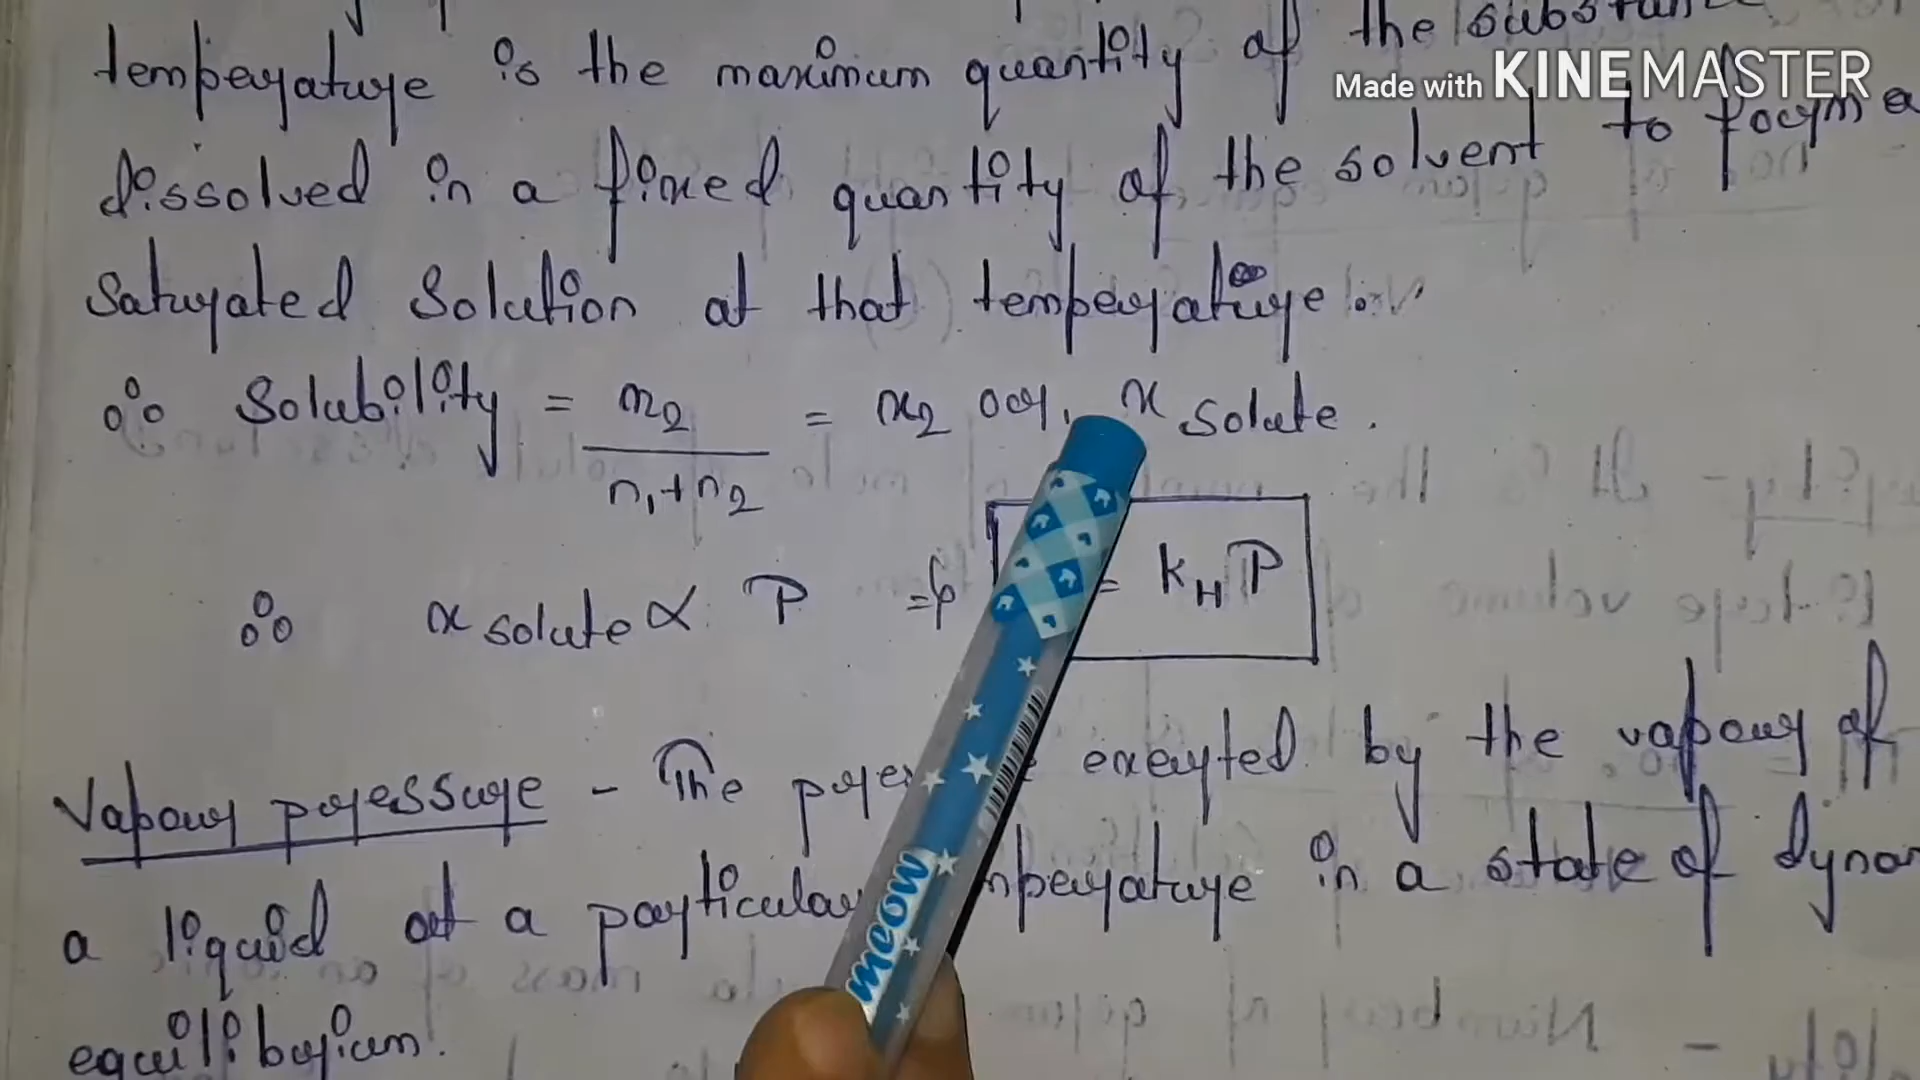 temperature is the maximum quantity of the
Made with KINEMASTER
dissolved in a fixed quantity of the solvent to form a
saturated solution at that temperature.
∴ Solubility = n2 / n1+n2 = x2 or, x solute.
∴ x solute ∝ P ⇒ = KH P
Vapour pressure - The exerted by the vapour of
a liquid at a particular in a state of
equilibrium.
meow